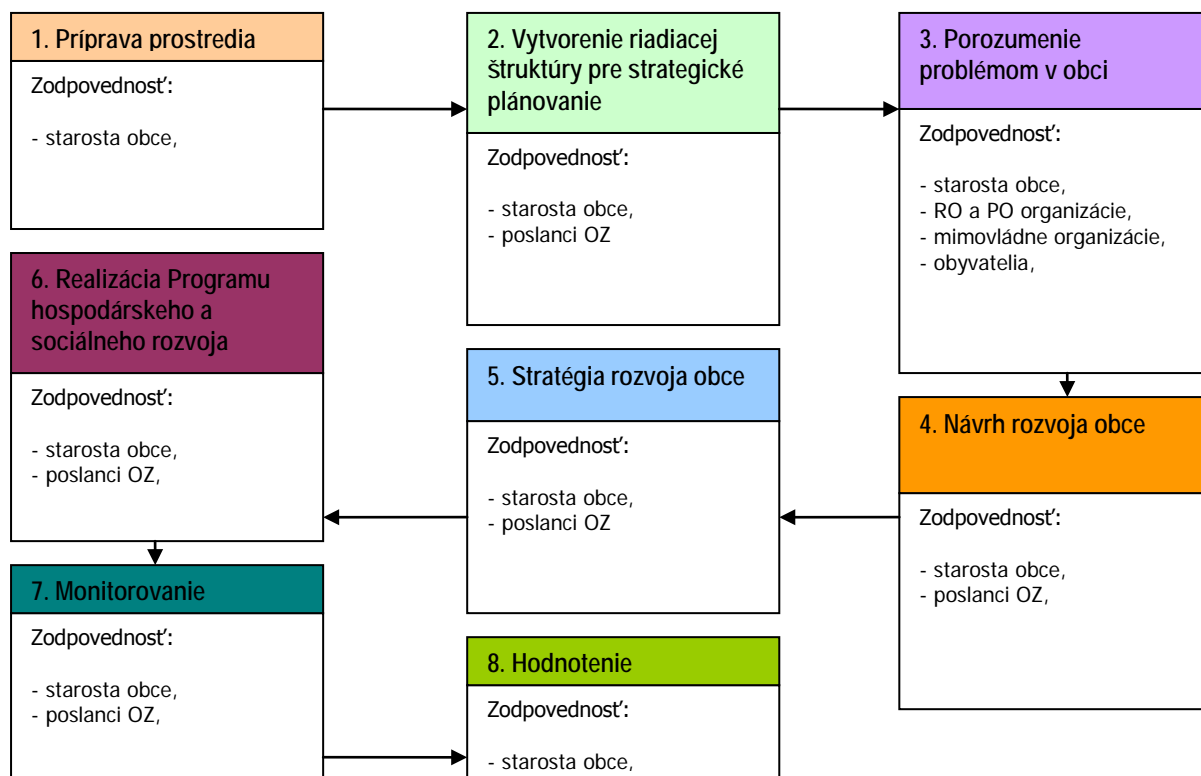 1. Príprava prostredia
Zodpovednosť:
- starosta obce,
2. Vytvorenie riadiacej
štruktúry pre strategické
plánovanie
Zodpovednosť:
- starosta obce,
- poslanci OZ
3. Porozumenie
problémom v obci
Zodpovednosť:
- starosta obce,
- RO a PO organizácie,
- mimovládne organizácie,
- obyvatelia,
4. Návrh rozvoja obce
Zodpovednosť:
- starosta obce,
- poslanci OZ,
5. Stratégia rozvoja obce
Zodpovednosť:
- starosta obce,
- poslanci OZ
6. Realizácia Programu
hospodárskeho a
sociálneho rozvoja
Zodpovednosť:
- starosta obce,
- poslanci OZ,
7. Monitorovanie
Zodpovednosť:
- starosta obce,
- poslanci OZ,
8. Hodnotenie
Zodpovednosť:
- starosta obce,